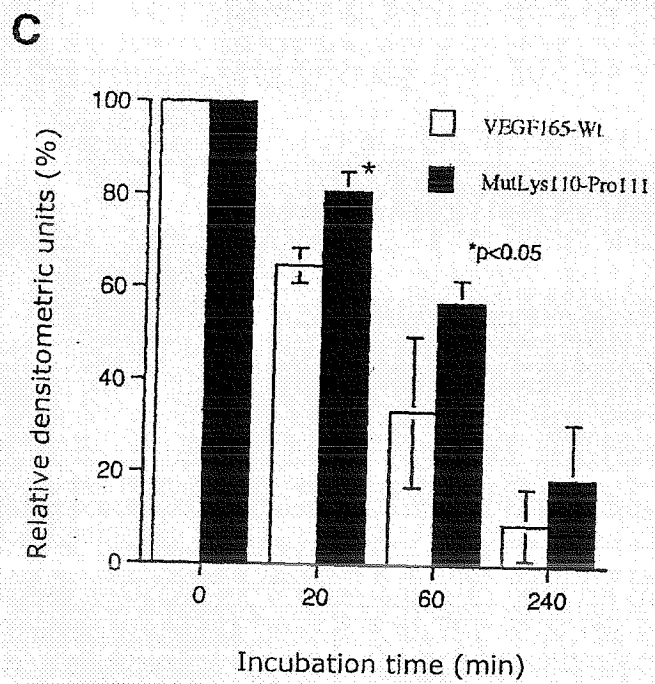 C
100
80
60
40
20
0
Relative densitometric units (%)
VEGF165-Wt
MutLys110-Pro111
*
*p<0.05
0 20 60 240
Incubation time (min)